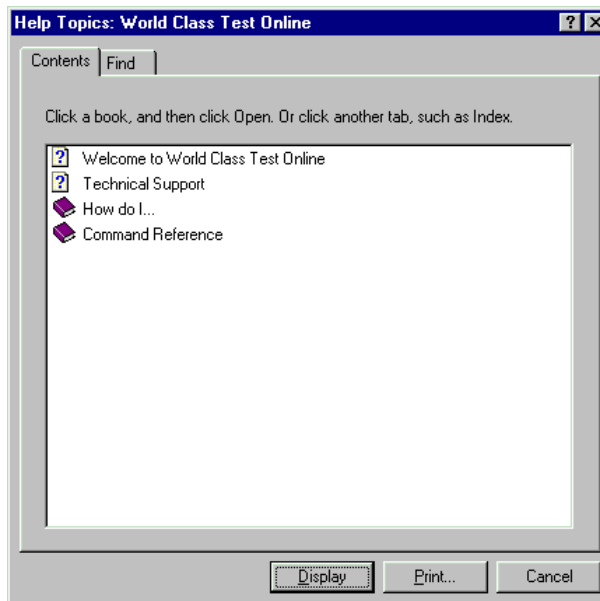 Help Topics: World Class Test Online
Contents Find
Click a book, and then click Open. Or click another tab, such as Index.
Welcome to World Class Test Online
Technical Support
How do I...
Command Reference
Display Print... Cancel